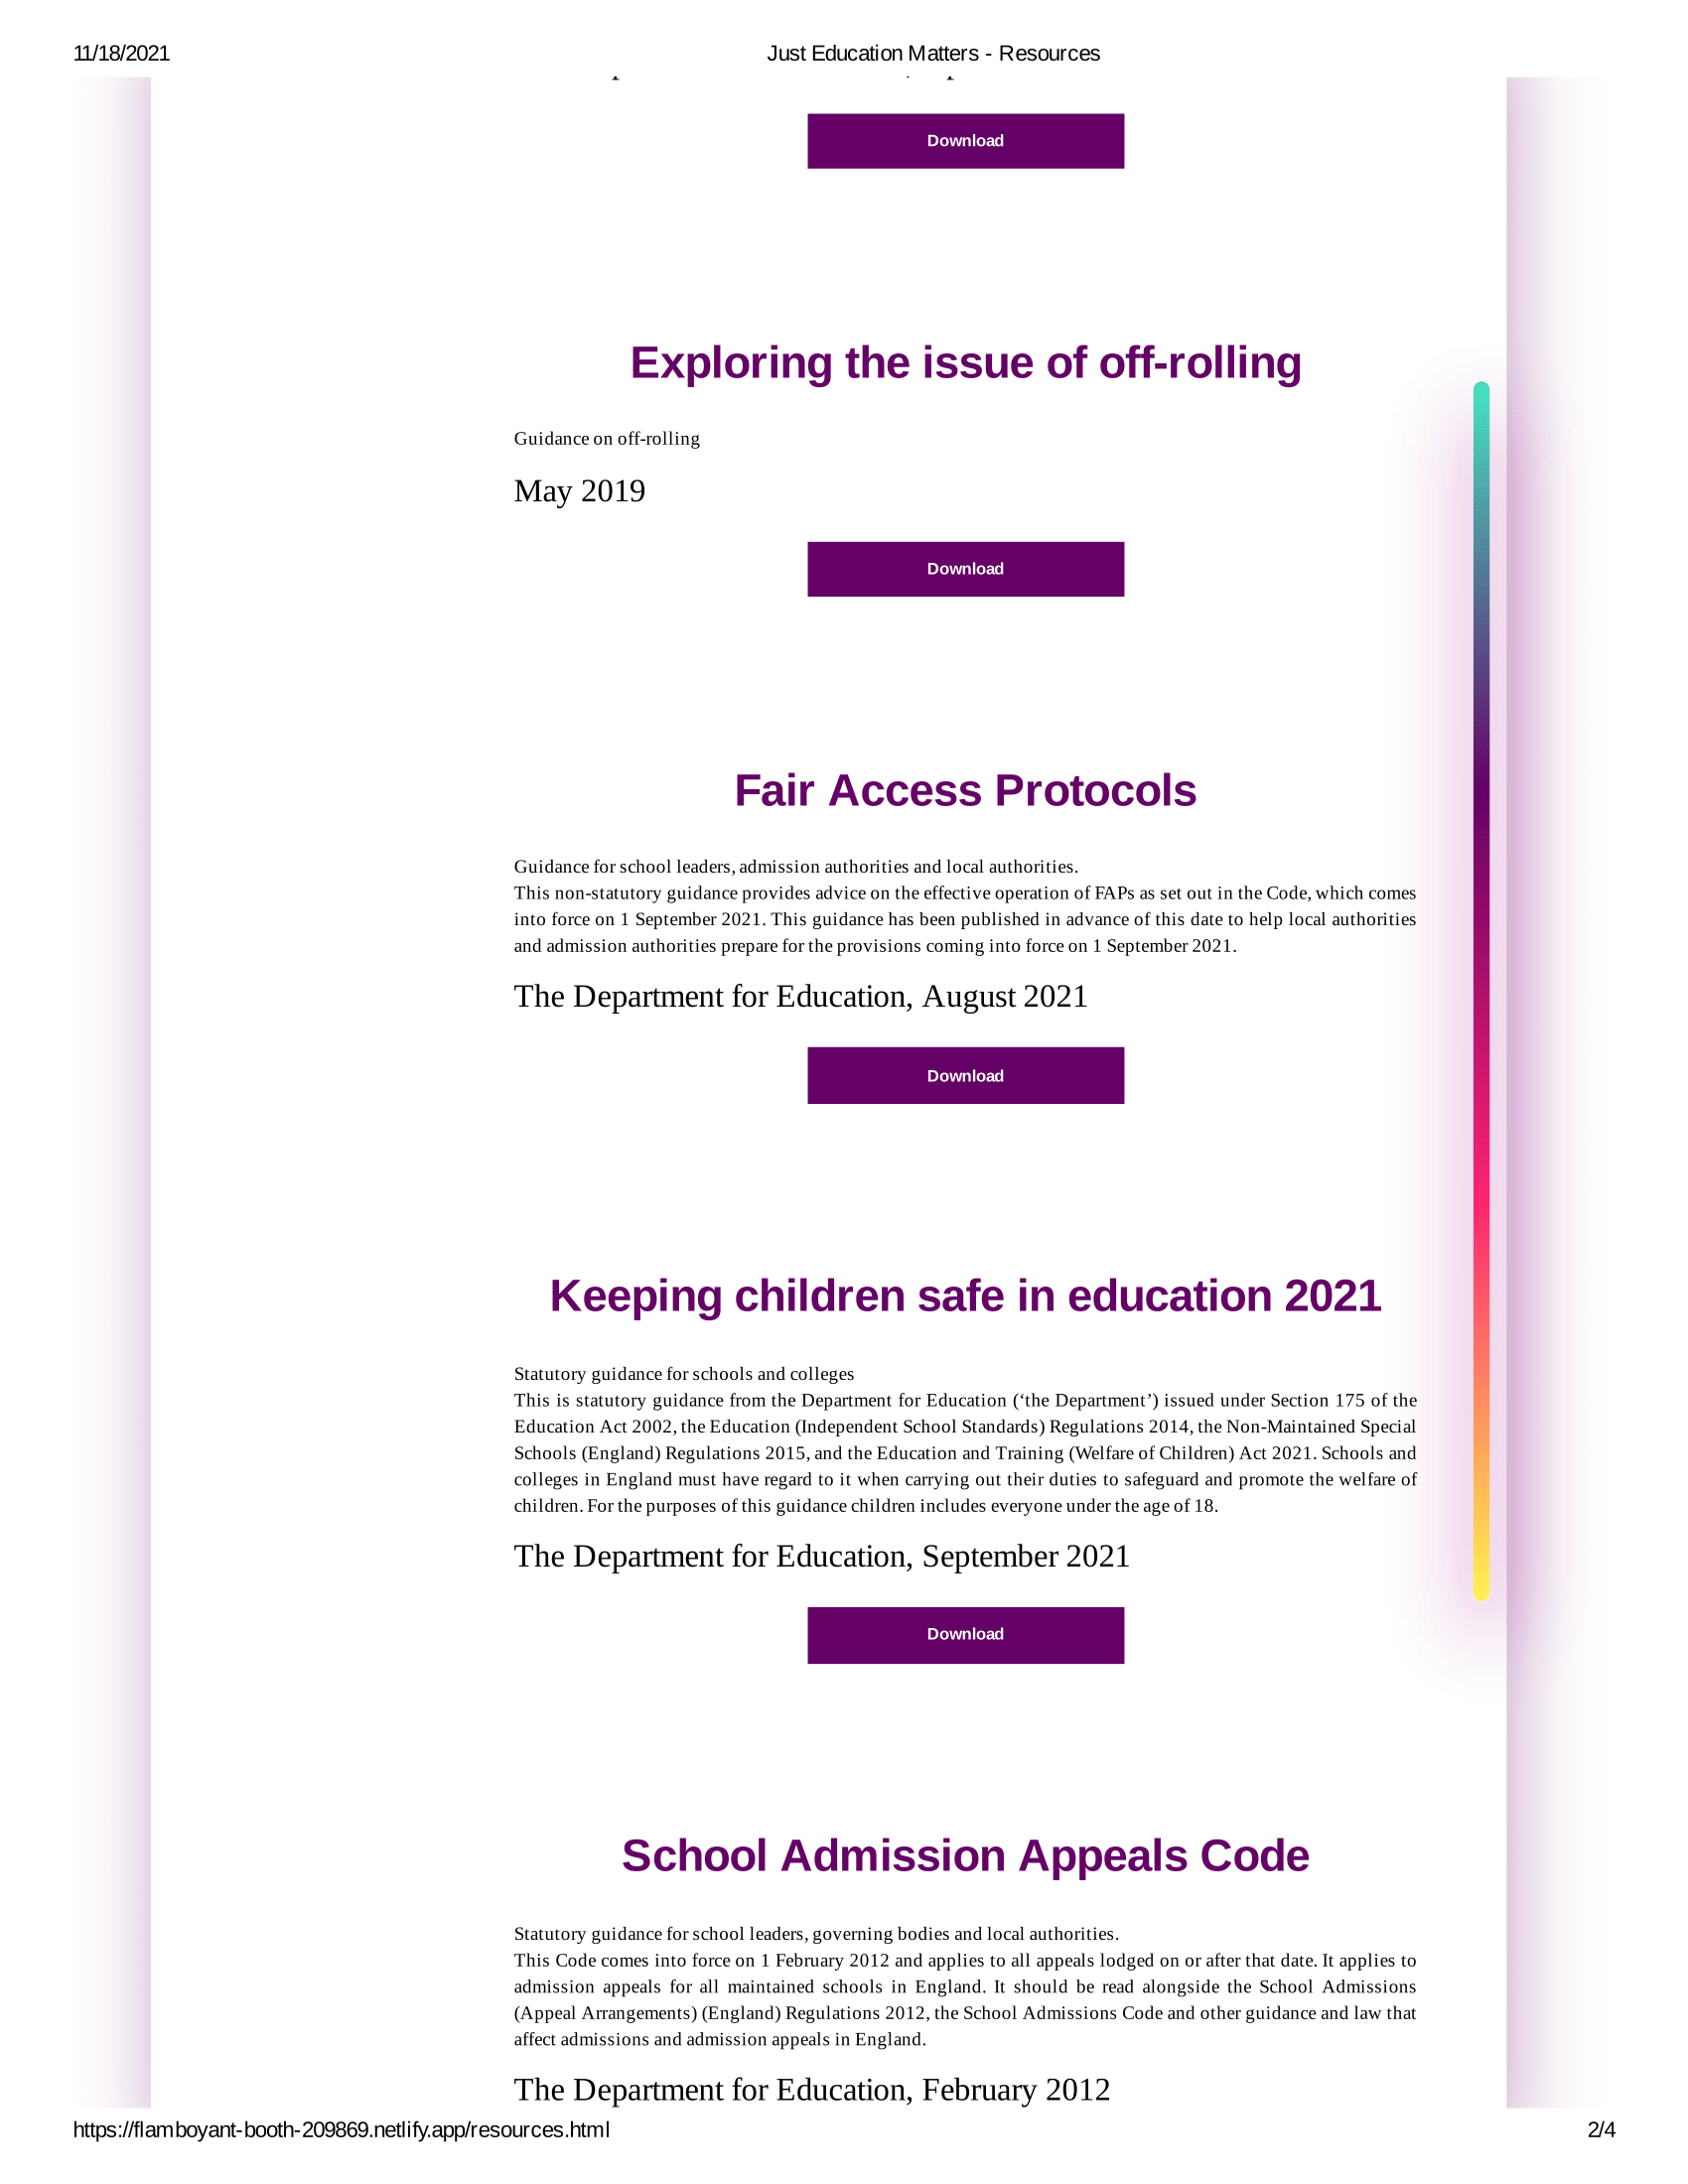 11/18/2021
Just Education Matters - Resources
Download
Exploring the issue of off-rolling
Guidance on off-rolling
May 2019
Download
Fair Access Protocols
Guidance for school leaders, admission authorities and local authorities.
This non-statutory guidance provides advice on the effective operation of FAPs as set out in the Code, which comes
into force on 1 September 2021. This guidance has been published in advance of this date to help local authorities
and admission authorities prepare for the provisions coming into force on 1 September 2021.
The Department for Education, August 2021
Download
Keeping children safe in education 2021
Statutory guidance for schools and colleges
This is statutory guidance from the Department for Education (‘the Department’) issued under Section 175 of the
Education Act 2002, the Education (Independent School Standards) Regulations 2014, the Non-Maintained Special
Schools (England) Regulations 2015, and the Education and Training (Welfare of Children) Act 2021. Schools and
colleges in England must have regard to it when carrying out their duties to safeguard and promote the welfare of
children. For the purposes of this guidance children includes everyone under the age of 18.
The Department for Education, September 2021
Download
School Admission Appeals Code
Statutory guidance for school leaders, governing bodies and local authorities.
This Code comes into force on 1 February 2012 and applies to all appeals lodged on or after that date. It applies to
admission appeals for all maintained schools in England. It should be read alongside the School Admissions
(Appeal Arrangements) (England) Regulations 2012, the School Admissions Code and other guidance and law that
affect admissions and admission appeals in England.
The Department for Education, February 2012
https://flamboyant-booth-209869.netlify.app/resources.html
2/4